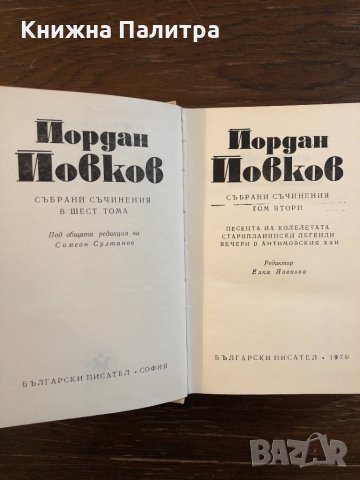 Книжна Палитра
Йордан
Йовков
СЪБРАНИ СЪЧИНЕНИЯ
В ШЕСТ ТОМА
Под общата редакция на
Симеон Султанов
БЪЛГАРСКИ ПИСАТЕЛ · СОФИЯ
Йордан
Йовков
СЪБРАНИ СЪЧИНЕНИЯ
ТОМ ВТОРИ
ПЕСЕНТА НА КОЛЕЛЕТАТА
СТАРОПЛАНИНСКИ ЛЕГЕНДИ
ВЕЧЕРИ В АНТИМОВСКИЯ ХАН
Редактор
Елка Йовкова
БЪЛГАРСКИ ПИСАТЕЛ · 1970
BAZAR